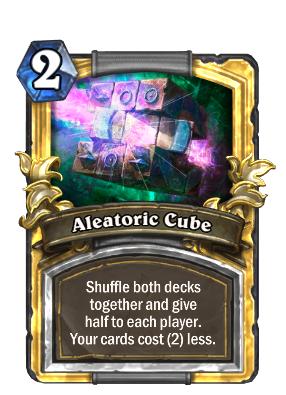 2
Aleatoric Cube
Shuffle both decks
together and give
half to each player.
Your cards cost (2) less.